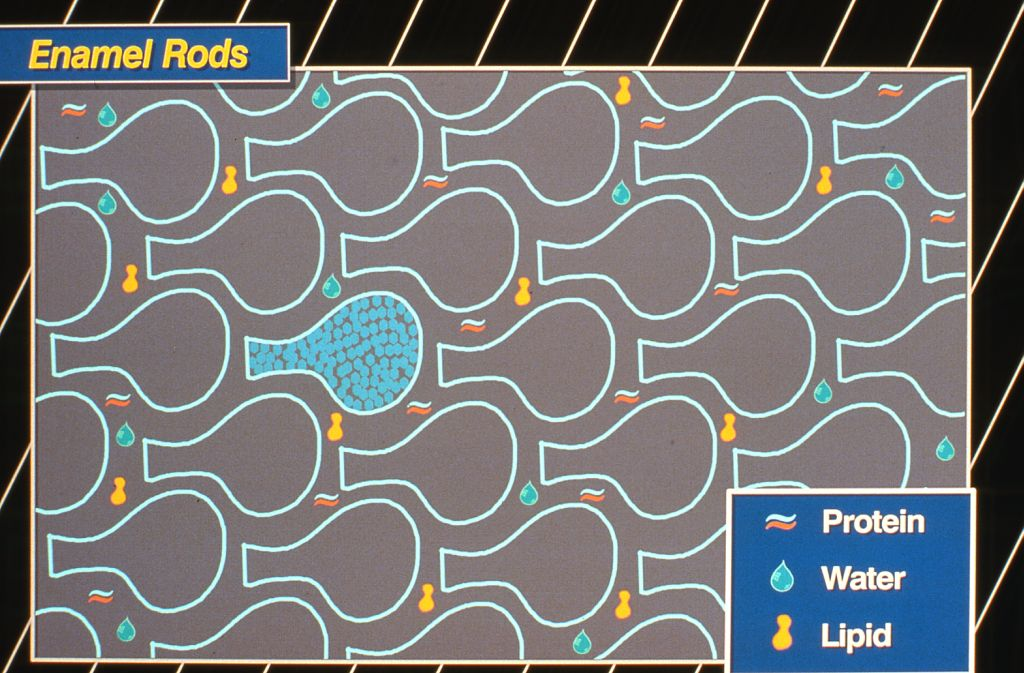 Enamel Rods
Protein
Water
Lipid